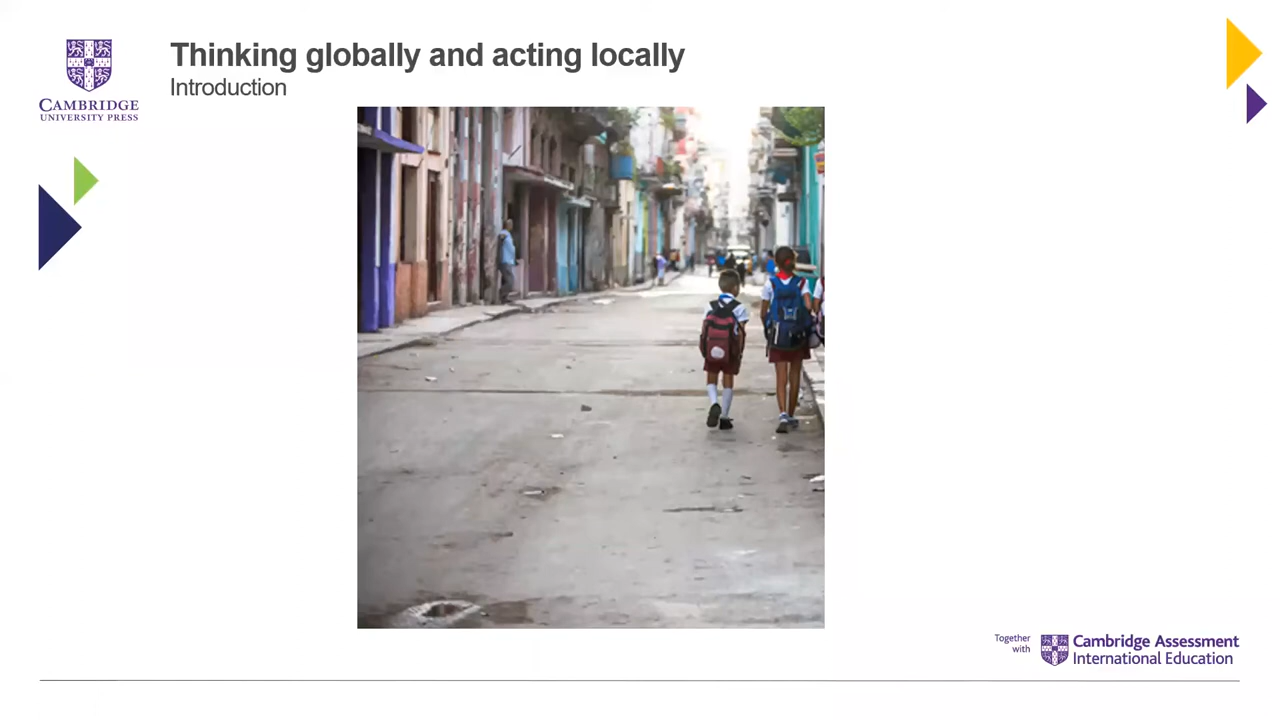 Thinking globally and acting locally
Introduction
CAMBRIDGE
UNIVERSITY PRESS
Together
with
Cambridge Assessment
International Education